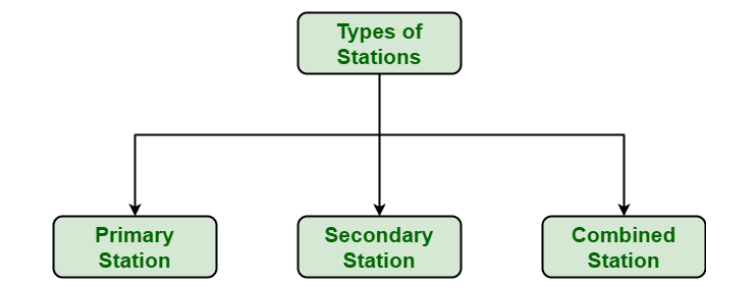 Types of
Stations
Primary
Station
Secondary
Station
Combined
Station